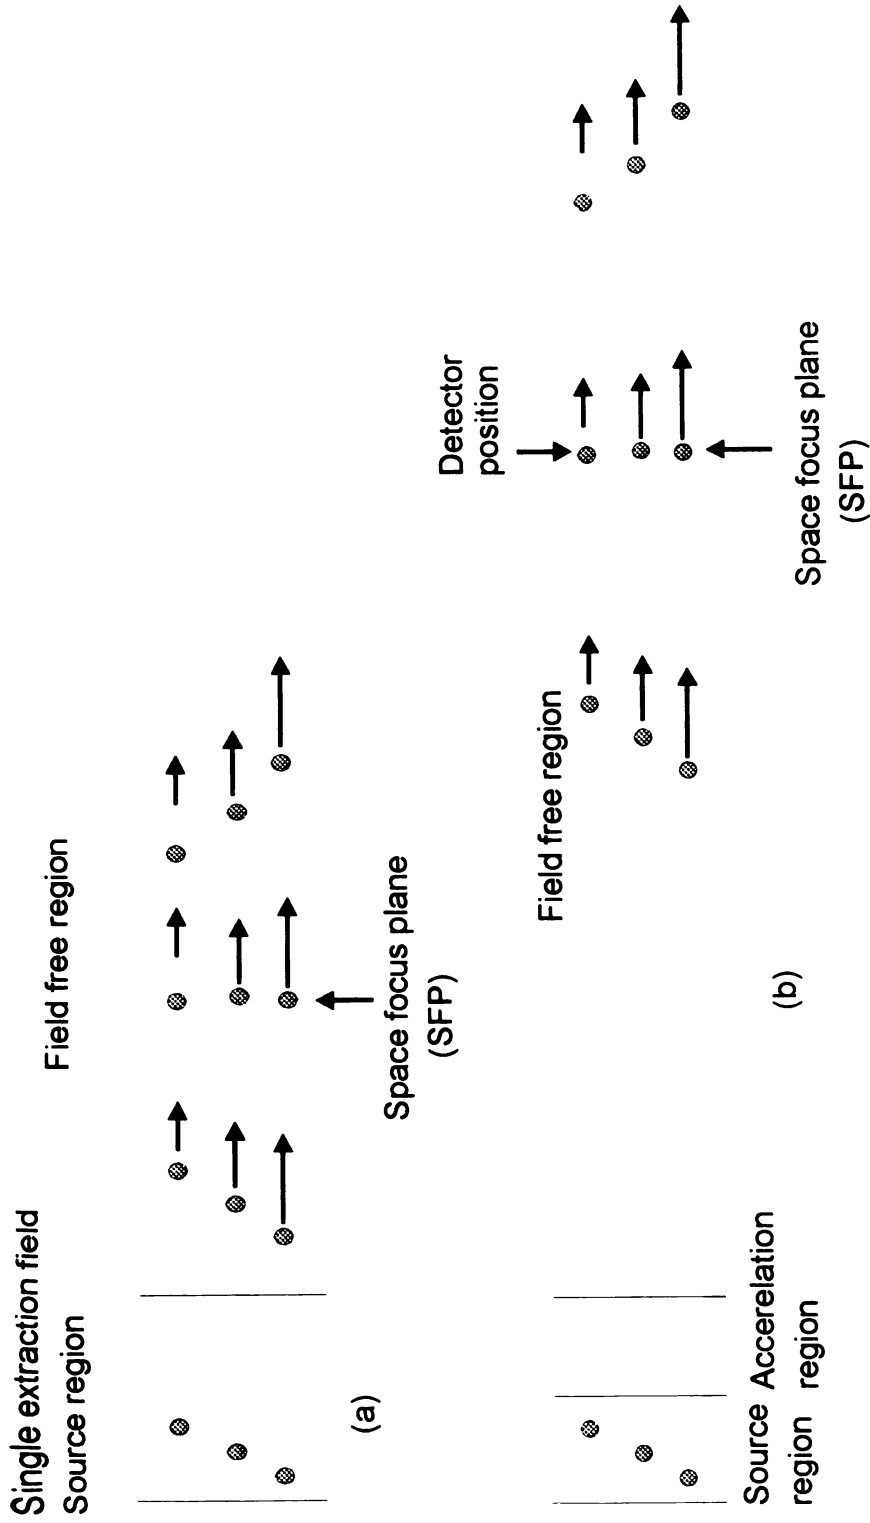 Single extraction field
Source region
Field free region
Space focus plane
(SFP)
(a)
Detector
position
Field free region
Space focus plane
(SFP)
Source Accerelation
region region
(b)